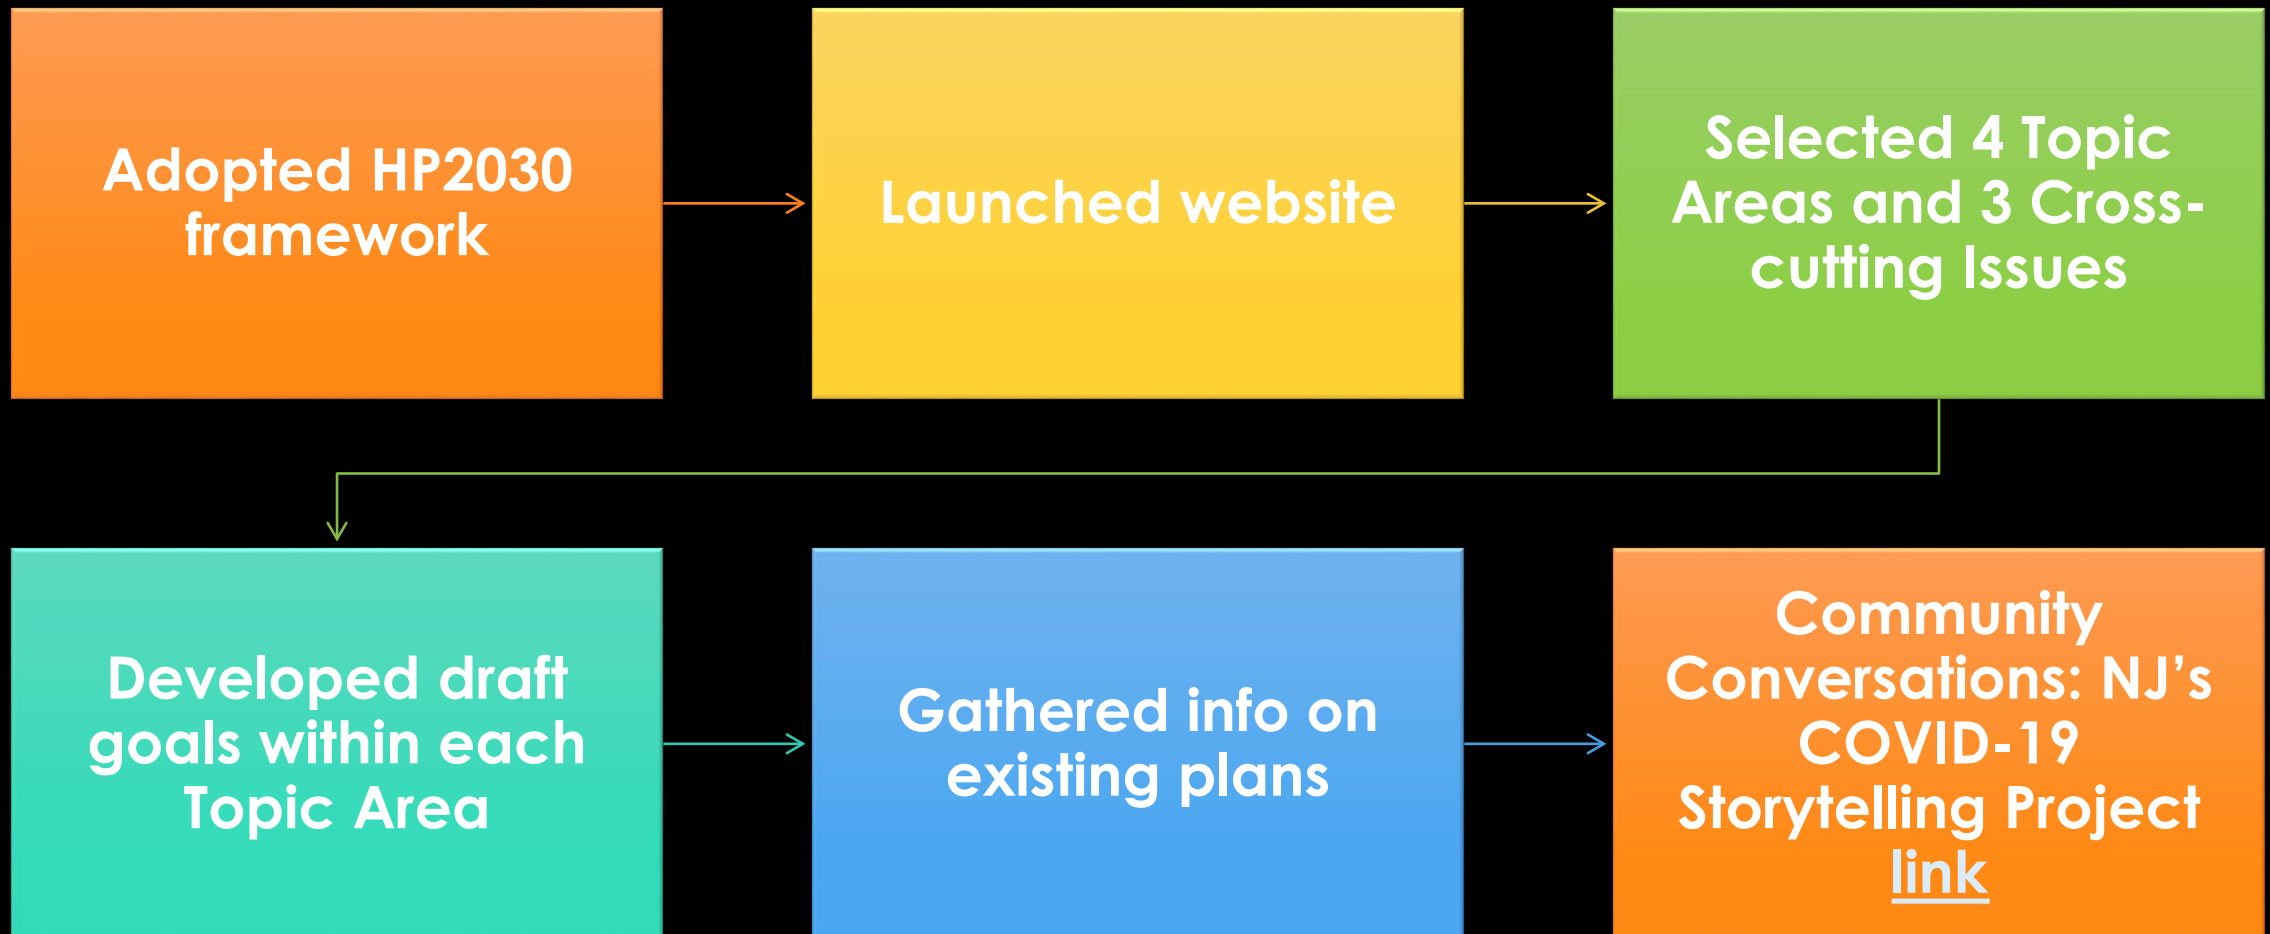 Adopted HP2030
framework
Launched website
Selected 4 Topic
Areas and 3 Cross-
cutting Issues
Developed draft
goals within each
Topic Area
Gathered info on
existing plans
Community
Conversations: NJ’s
COVID-19
Storytelling Project
link